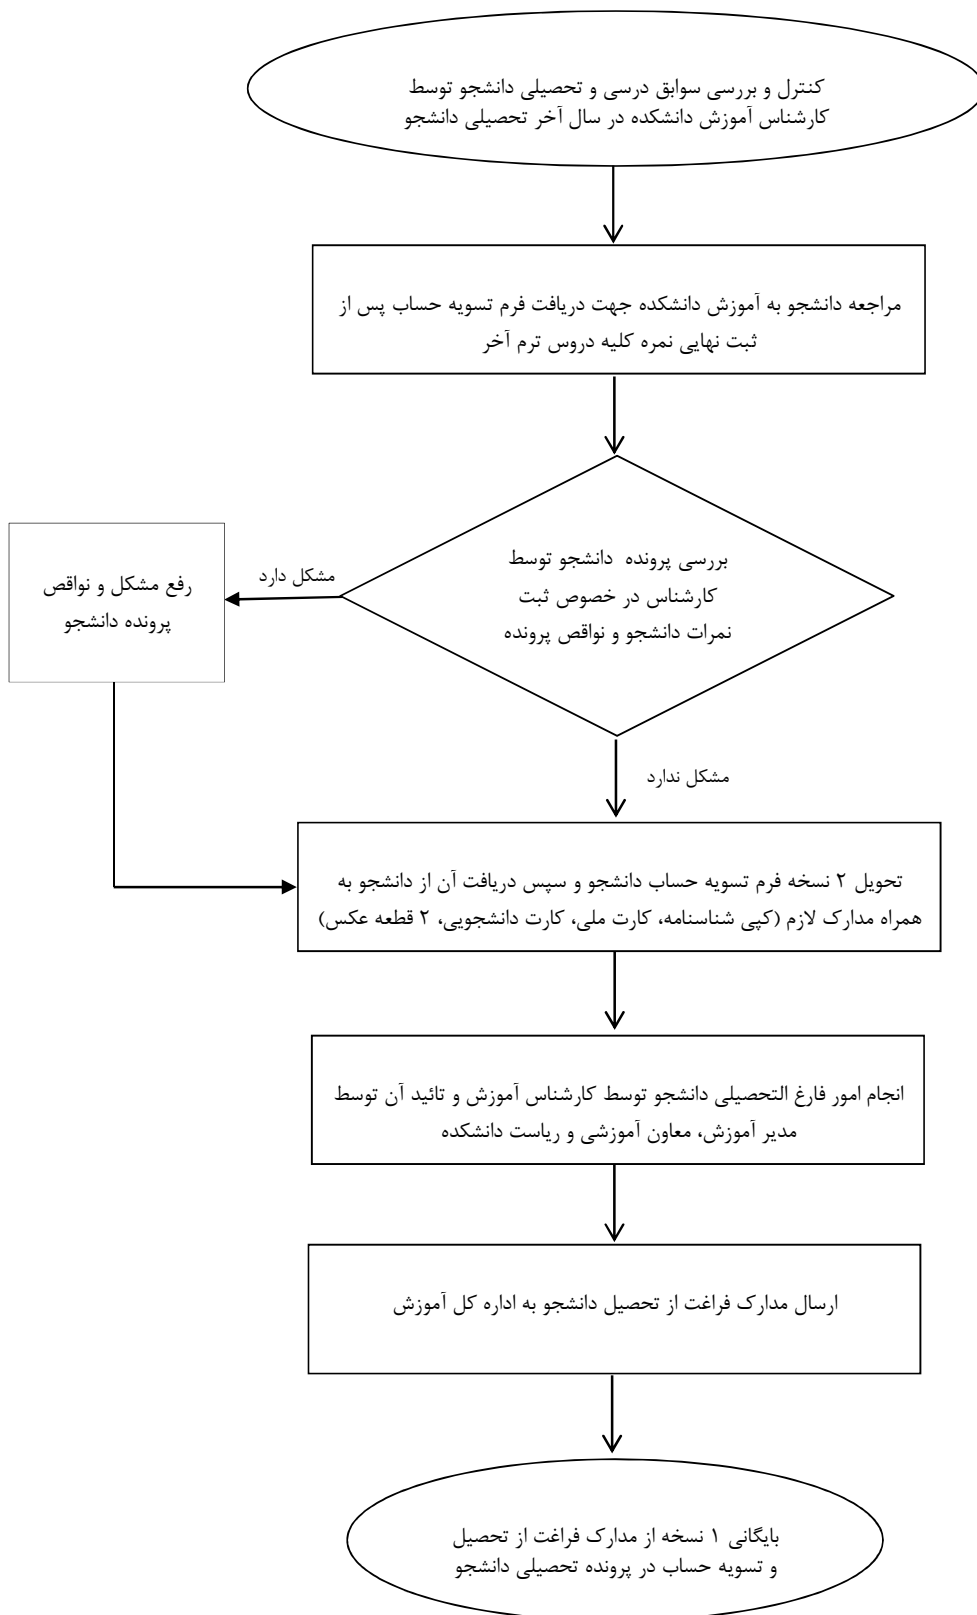 کنترل و بررسی سوابق درسی و تحصیلی دانشجو توسط
کارشناس آموزش دانشکده در سال آخر تحصیلی دانشجو
مراجعه دانشجو به آموزش دانشکده جهت دریافت فرم تسویه حساب پس از
ثبت نهایی نمره کلیه دروس ترم آخر
بررسی پرونده دانشجو توسط
کارشناس در خصوص ثبت
نمرات دانشجو و نواقص پرونده
مشکل دارد
رفع مشکل و نواقص
پرونده دانشجو
مشکل ندارد
تحویل ۲ نسخه فرم تسویه حساب دانشجو و سپس دریافت آن از دانشجو به
همراه مدارک لازم (کپی شناسنامه، کارت ملی، کارت دانشجویی، ۲ قطعه عکس)
انجام امور فارغ التحصیلی دانشجو توسط کارشناس آموزش و تائید آن توسط
مدیر آموزش، معاون آموزشی و ریاست دانشکده
ارسال مدارک فراغت از تحصیل دانشجو به اداره کل آموزش
بایگانی ۱ نسخه از مدارک فراغت از تحصیل
و تسویه حساب در پرونده تحصیلی دانشجو